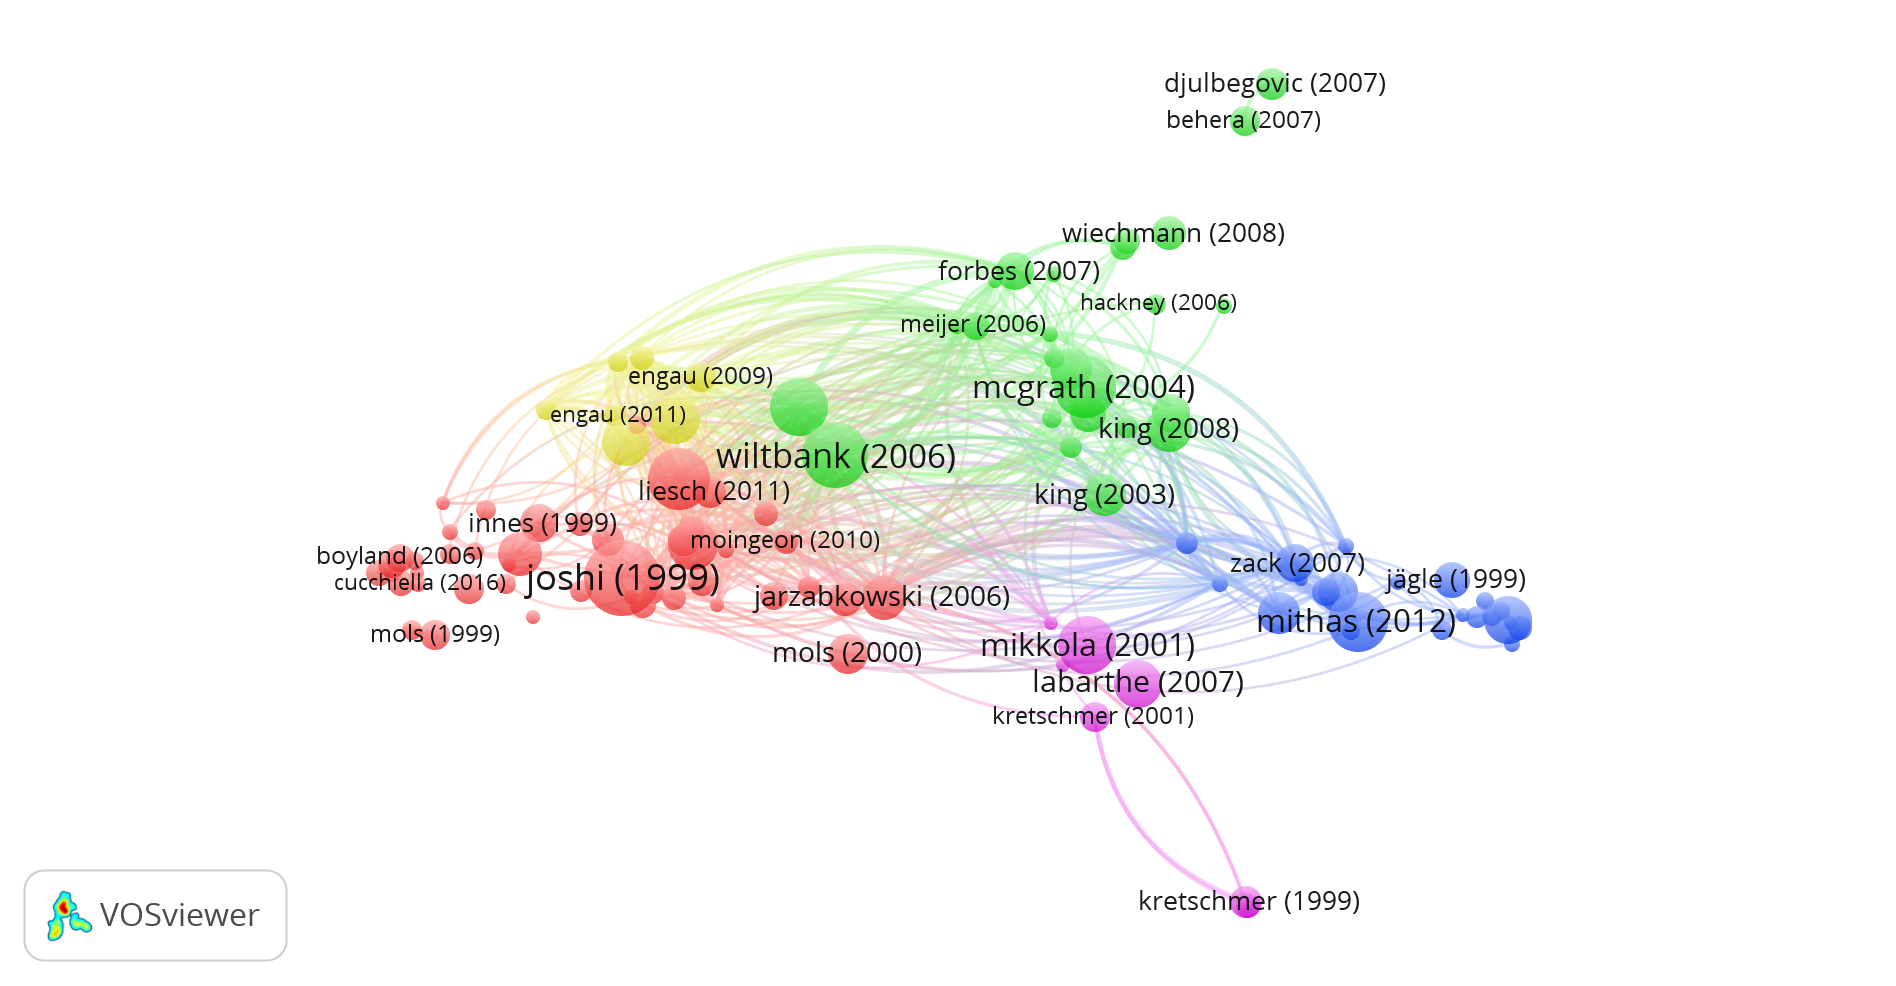 djulbegovic (2007)
behera (2007)
wiechmann (2008)
forbes (2007)
hackney (2006)
meijer (2006)
engau (2009)
mcgrath (2004)
engau (2011)
king (2008)
wiltbank (2006)
liesch (2011)
king (2003)
innes (1999)
moingeon (2010)
boyland (2006)
zack (2007)
cucchiella (2016)
joshi (1999)
jägle (1999)
jarzabkowski (2006)
mithas (2012)
mols (1999)
mikkola (2001)
mols (2000)
labarthe (2007)
kretschmer (2001)
kretschmer (1999)
VOSviewer